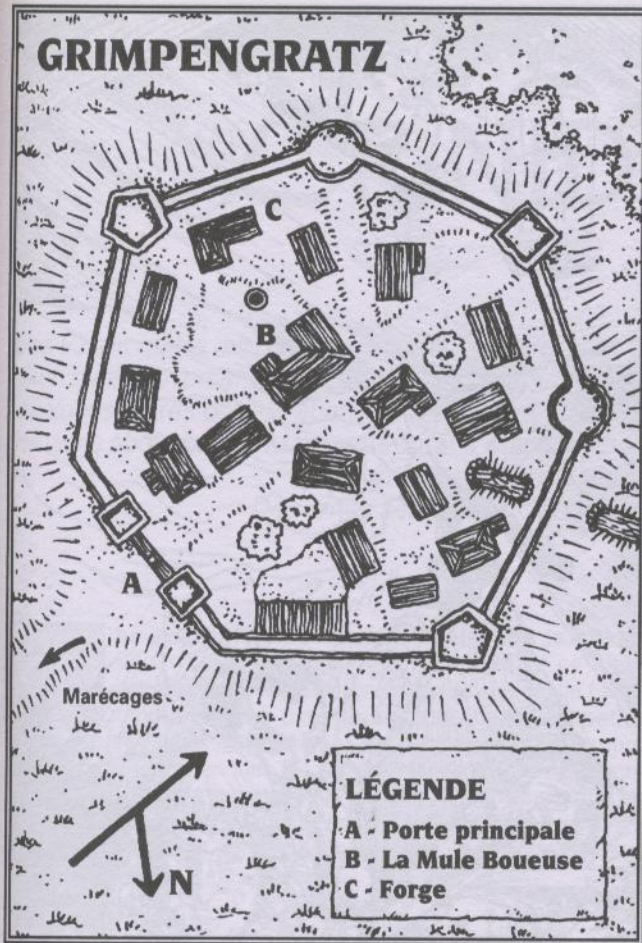 GRIMPENGRATZ
C
B
A
Marécages
N
LÉGENDE
A - Porte principale
B - La Mule Boueuse
C - Forge